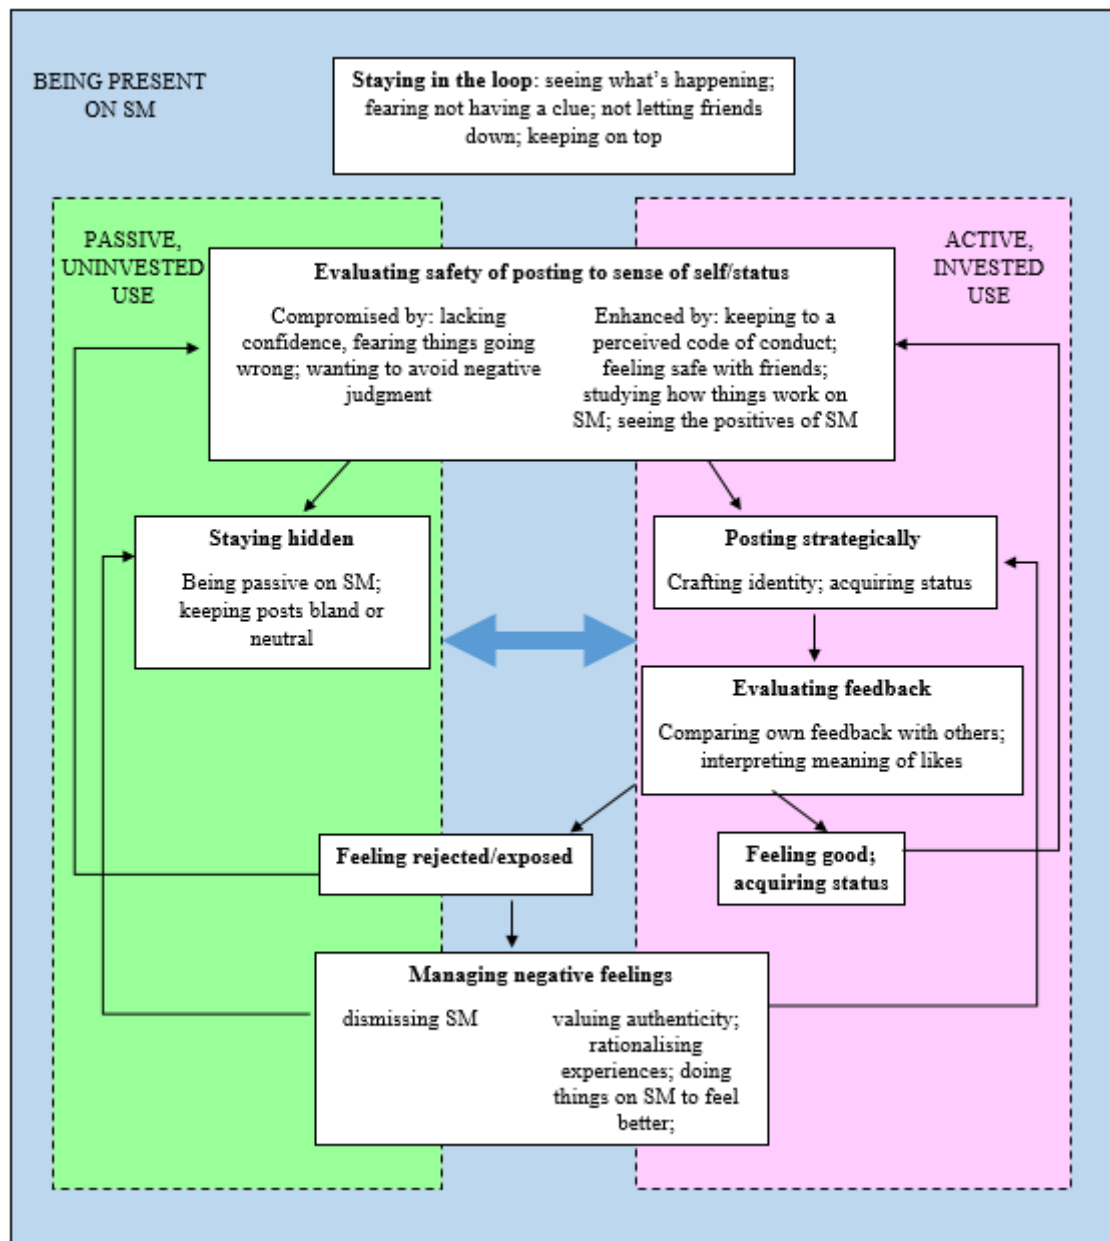 BEING PRESENT
ON SM
Staying in the loop: seeing what's happening;
fearing not having a clue; not letting friends
down; keeping on top
PASSIVE,
UNINVESTED
USE
ACTIVE,
INVESTED
USE
Evaluating safety of posting to sense of self/status
Compromised by: lacking
confidence, fearing things going
wrong; wanting to avoid negative
judgment
Enhanced by: keeping to a
perceived code of conduct;
feeling safe with friends;
studying how things work on
SM; seeing the positives of SM
Staying hidden
Being passive on SM;
keeping posts bland or
neutral
Posting strategically
Crafting identity; acquiring status
Evaluating feedback
Comparing own feedback with others;
interpreting meaning of likes
Feeling rejected/exposed
Feeling good;
acquiring status
Managing negative feelings
dismissing SM
valuing authenticity;
rationalising
experiences; doing
things on SM to feel
better;